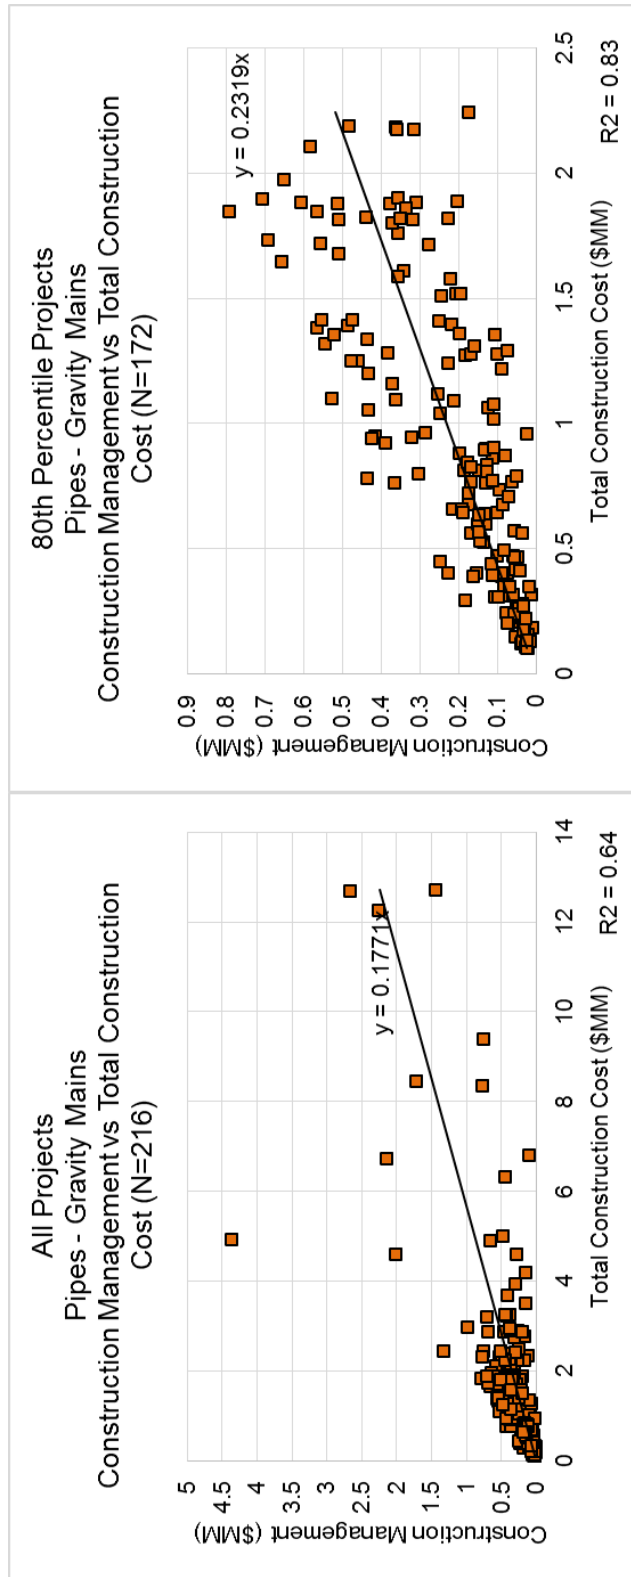 All Projects
Pipes - Gravity Mains
Construction Management vs Total Construction
Cost (N=216)
Construction Management ($MM)
5
4.5
4
3.5
3
2.5
2
1.5
1
0.5
0
y = 0.1771x
0
2
4
6
8
10
12
14
Total Construction Cost ($MM)
R2 = 0.64
80th Percentile Projects
Pipes - Gravity Mains
Construction Management vs Total Construction
Cost (N=172)
Construction Management ($MM)
0.9
0.8
0.7
0.6
0.5
0.4
0.3
0.2
0.1
0
y = 0.2319x
0
0.5
1
1.5
2
2.5
Total Construction Cost ($MM)
R2 = 0.83